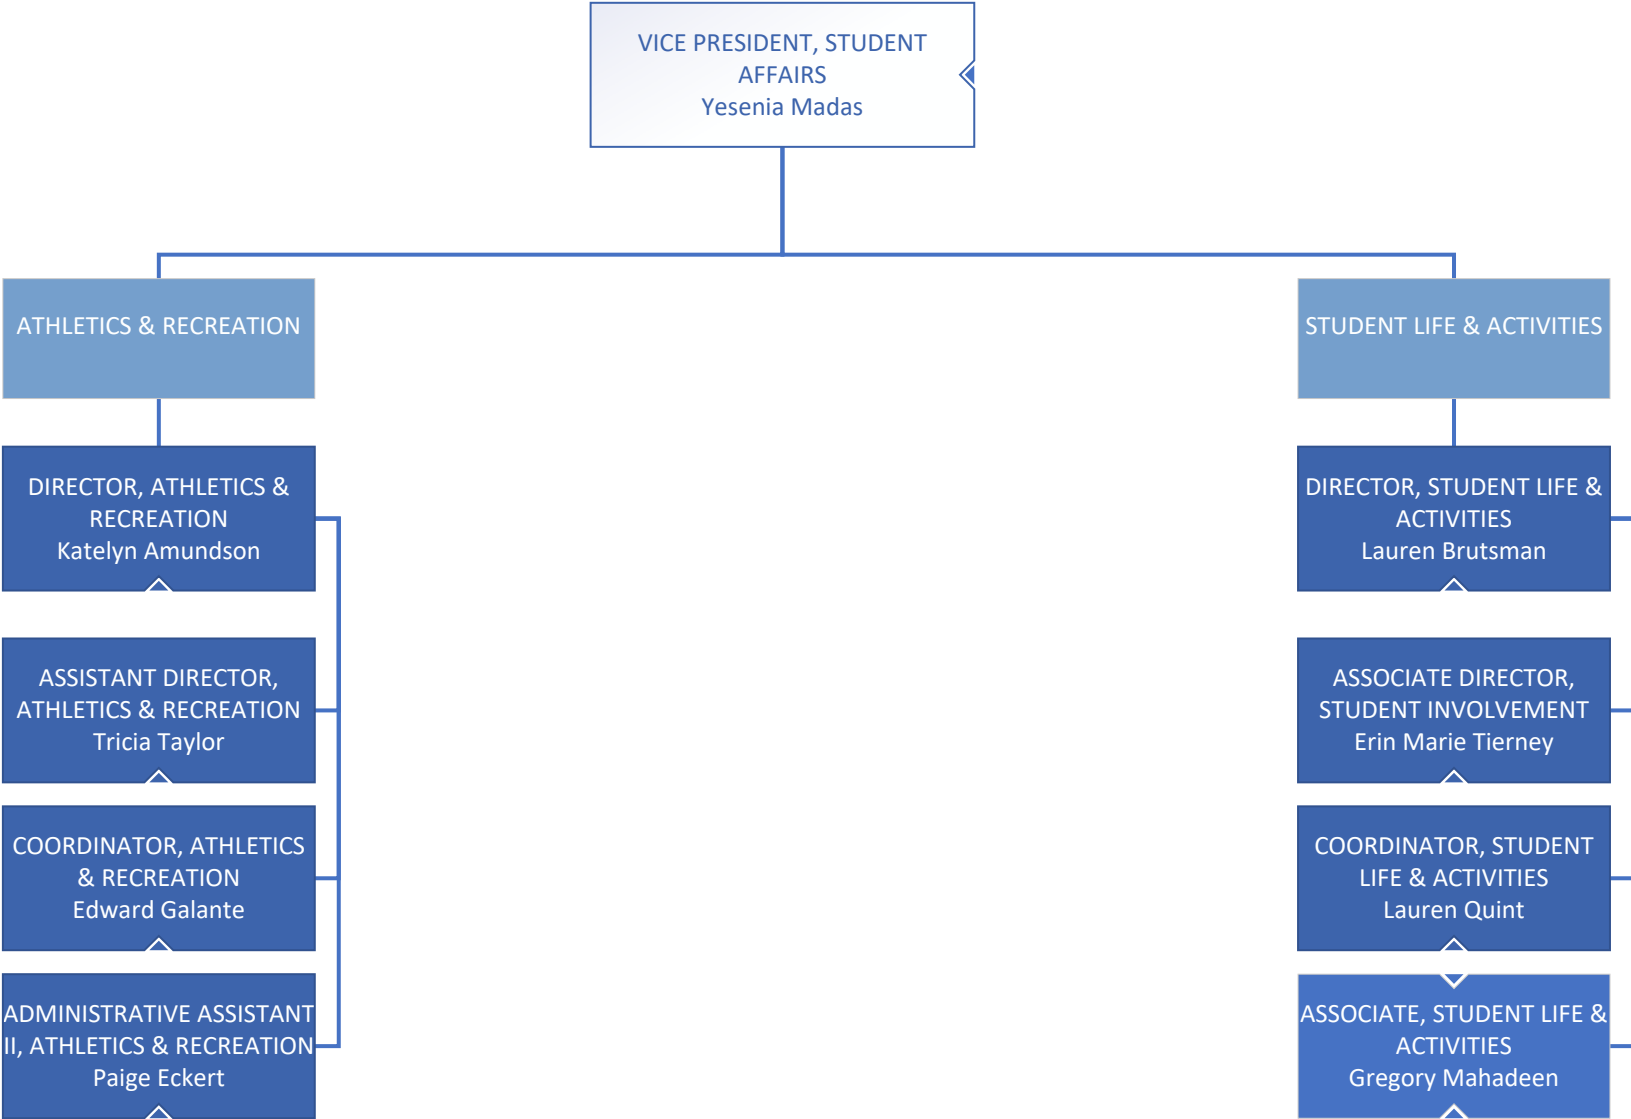 VICE PRESIDENT, STUDENT
AFFAIRS
Yesenia Madas
ATHLETICS & RECREATION
STUDENT LIFE & ACTIVITIES
DIRECTOR, ATHLETICS &
RECREATION
Katelyn Amundson
DIRECTOR, STUDENT LIFE &
ACTIVITIES
Lauren Brutsman
ASSISTANT DIRECTOR,
ATHLETICS & RECREATION
Tricia Taylor
ASSOCIATE DIRECTOR,
STUDENT INVOLVEMENT
Erin Marie Tierney
COORDINATOR, ATHLETICS
& RECREATION
Edward Galante
COORDINATOR, STUDENT
LIFE & ACTIVITIES
Lauren Quint
ADMINISTRATIVE ASSISTANT
II, ATHLETICS & RECREATION
Paige Eckert
ASSOCIATE, STUDENT LIFE &
ACTIVITIES
Gregory Mahadeen